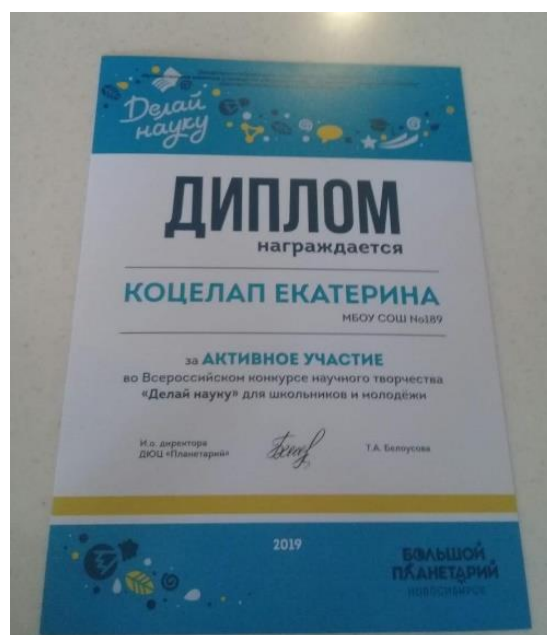 Делай
науку
ДИПЛОМ
награждается
КОЦЕЛАП ЕКАТЕРИНА
МБОУ СОШ №189
за АКТИВНОЕ УЧАСТИЕ
во Всероссийском конкурсе научного творчества
«Делай науку» для школьников и молодёжи
И.о. директора
ДЮЦ «Планетарий»
Т.А. Белоусова
2019
БОЛЬШОЙ
ПЛАНЕТАРИЙ
НОВОСИБИРСК